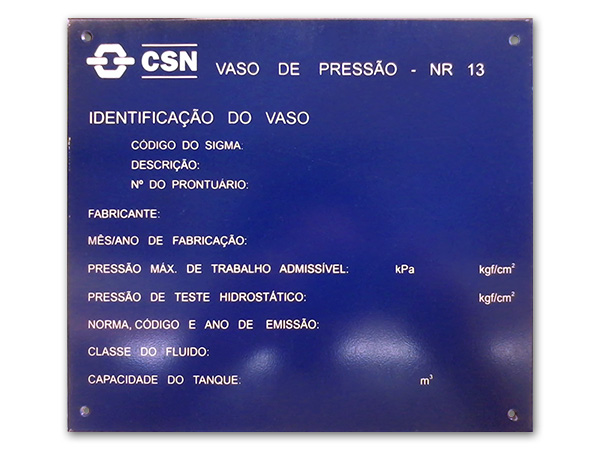 CSN VASO DE PRESSÃO - NR 13
IDENTIFICAÇÃO DO VASO
CÓDIGO DO SIGMA:
DESCRIÇÃO:
Nº DO PRONTUÁRIO:
FABRICANTE:
MÊS/ANO DE FABRICAÇÃO:
PRESSÃO MÁX. DE TRABALHO ADMISSÍVEL: kPa kgf/cm²
PRESSÃO DE TESTE HIDROSTÁTICO: kgf/cm²
NORMA, CÓDIGO E ANO DE EMISSÃO:
CLASSE DO FLUIDO:
CAPACIDADE DO TANQUE: m³